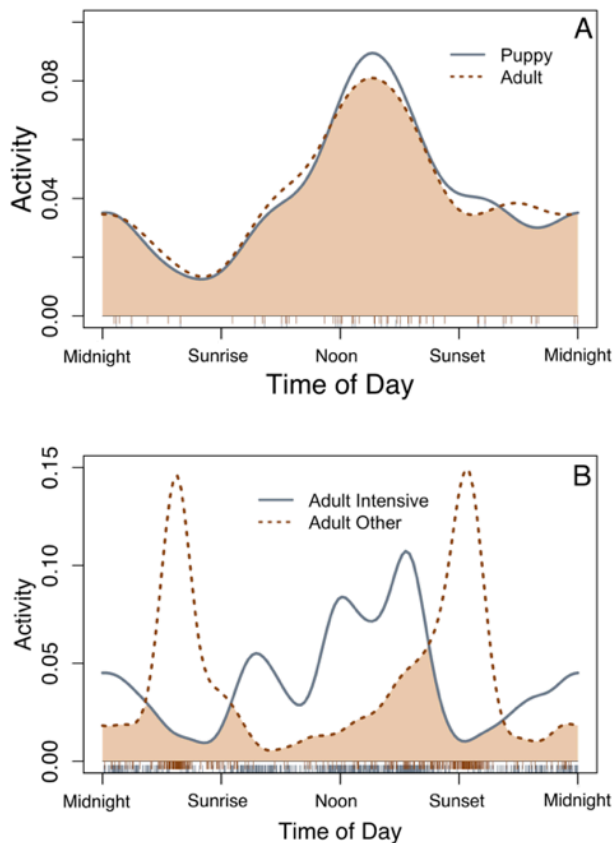 A
Puppy
Adult
0.08
0.04
0.00
Activity
Midnight Sunrise Noon Sunset Midnight
Time of Day
B
Adult Intensive
Adult Other
0.15
0.10
0.05
0.00
Activity
Midnight Sunrise Noon Sunset Midnight
Time of Day